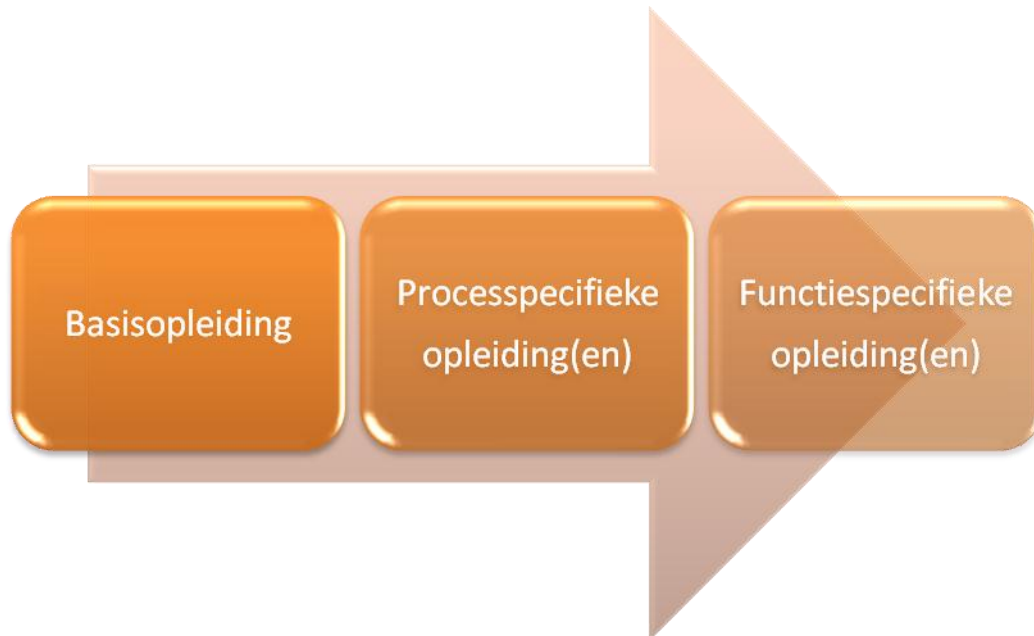 Basisopleiding
Processpecifieke
opleiding(en)
Functiespecifieke
opleiding(en)